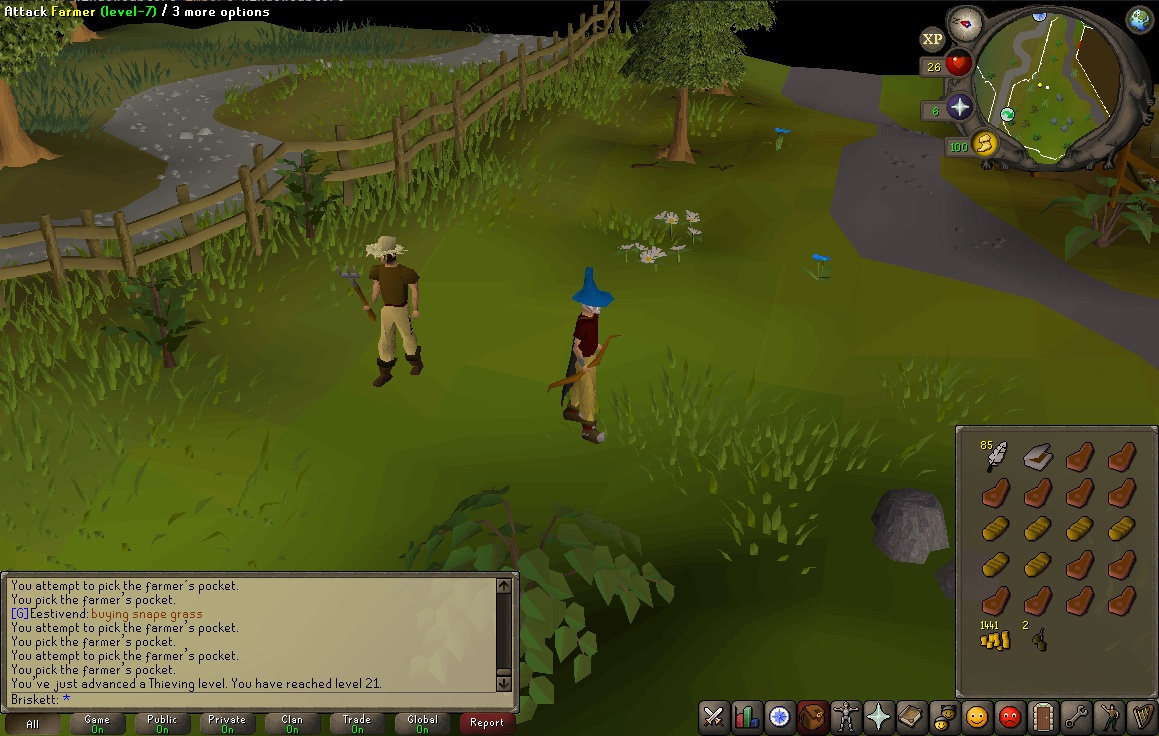 Attack Farmer (level-7) / 3 more options
XP
26
6
100
85
1441
2
You attempt to pick the farmer's pocket.
You pick the farmer's pocket.
[G]Eestivend: buying snape grass
You attempt to pick the farmer's pocket.
You pick the farmer's pocket.
You attempt to pick the farmer's pocket.
You pick the farmer's pocket.
You've just advanced a Thieving level. You have reached level 21.
Briskett: *
All
Game
On
Public
On
Private
On
Clan
On
Trade
On
Global
On
Report